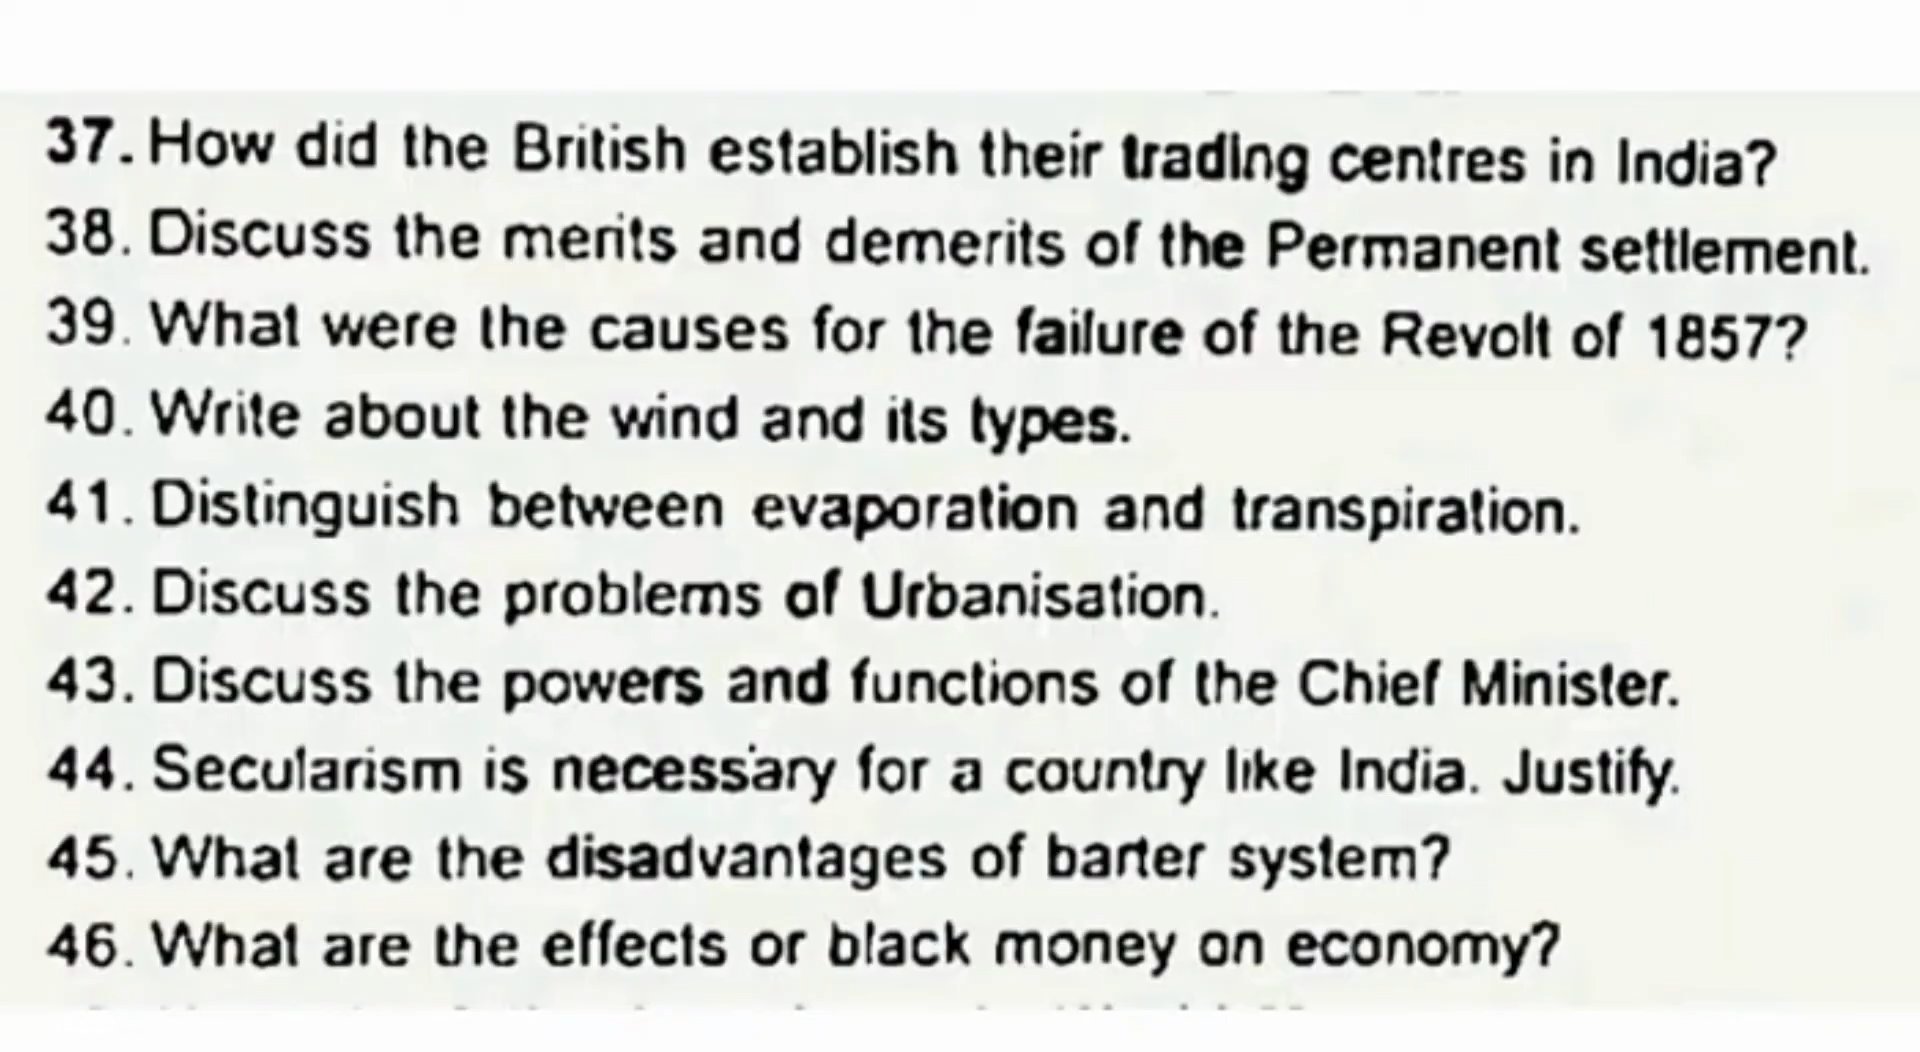 37. How did the British establish their trading centres in India?
38. Discuss the merits and demerits of the Permanent settlement.
39. What were the causes for the failure of the Revolt of 1857?
40. Write about the wind and its types.
41. Distinguish between evaporation and transpiration.
42. Discuss the problems of Urbanisation.
43. Discuss the powers and functions of the Chief Minister.
44. Secularism is necessary for a country like India. Justify.
45. What are the disadvantages of barter system?
46. What are the effects or black money on economy?